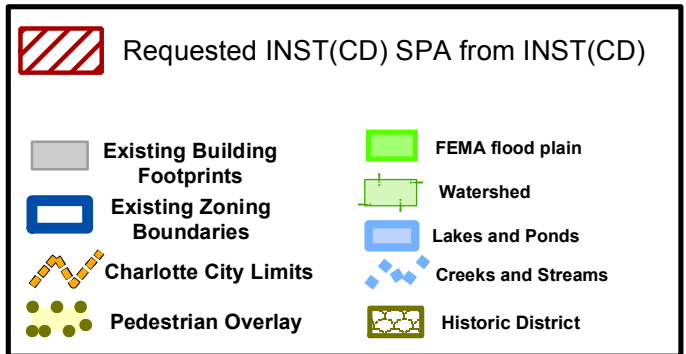 Requested INST(CD) SPA from INST(CD)
Existing Building
Footprints
Existing Zoning
Boundaries
Charlotte City Limits
Pedestrian Overlay
FEMA flood plain
Watershed
Lakes and Ponds
Creeks and Streams
Historic District